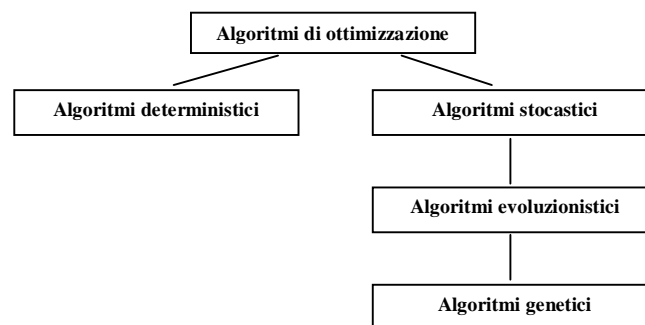 Algoritmi di ottimizzazione
Algoritmi deterministici
Algoritmi stocastici
Algoritmi evoluzionistici
Algoritmi genetici